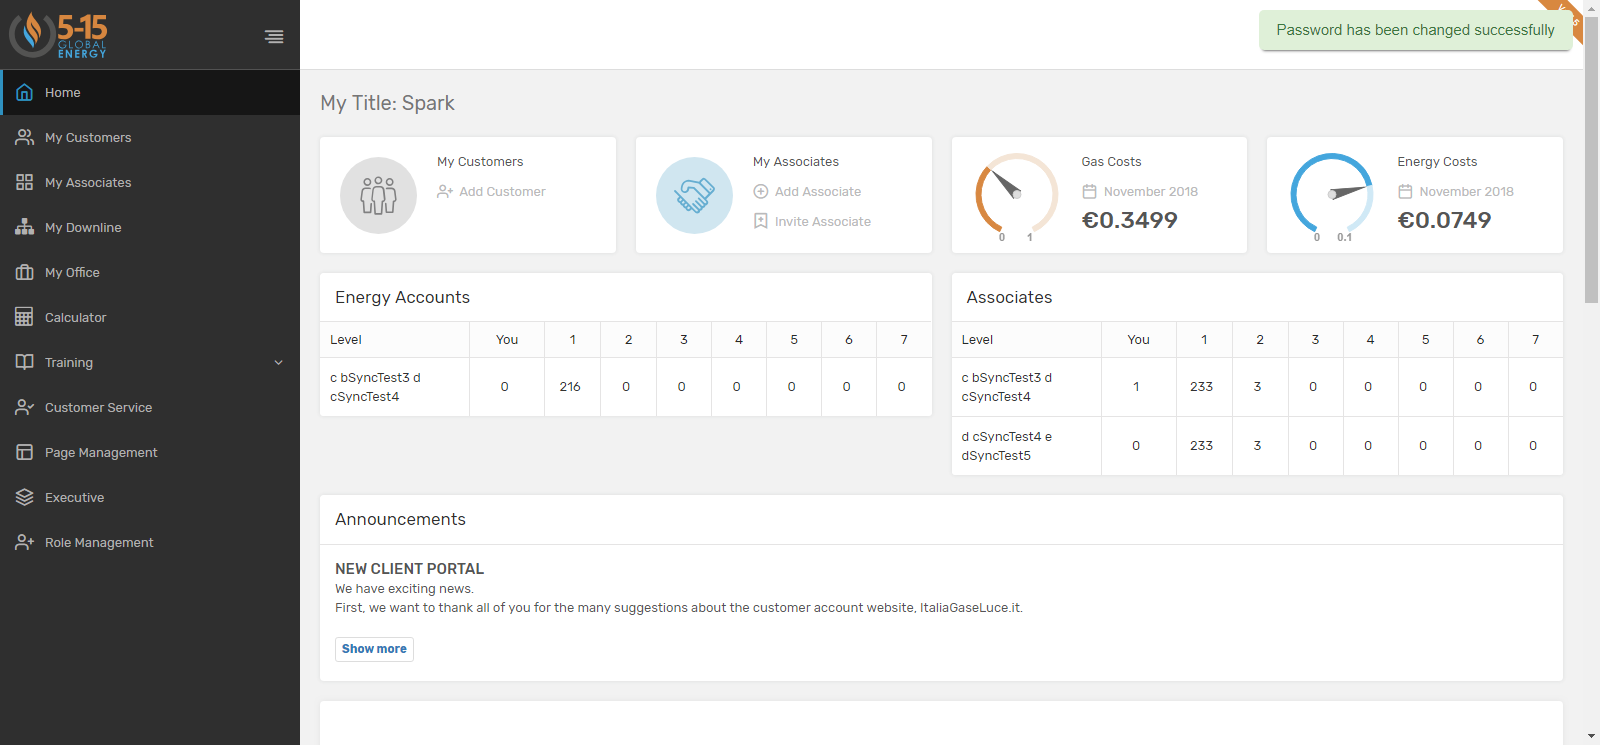 5-15
GLOBAL
ENERGY
Password has been changed successfully
Home
My Customers
My Associates
My Downline
My Office
Calculator
Training
Customer Service
Page Management
Executive
Role Management
My Title: Spark
My Customers
Add Customer
My Associates
Add Associate
Invite Associate
Gas Costs
November 2018
€0.3499
0 1
Energy Costs
November 2018
€0.0749
0 0.1
Energy Accounts
Level You 1 2 3 4 5 6 7
c bSyncTest3 d
cSyncTest4
0 216 0 0 0 0 0 0
Associates
Level You 1 2 3 4 5 6 7
c bSyncTest3 d
cSyncTest4
1 233 3 0 0 0 0 0
d cSyncTest4 e
dSyncTest5
0 233 3 0 0 0 0 0
Announcements
NEW CLIENT PORTAL
We have exciting news.
First, we want to thank all of you for the many suggestions about the customer account website, ItaliaGaseLuce.it.
Show more